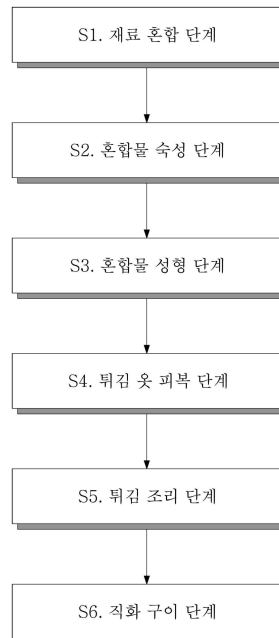 S1. 재료 혼합 단계
S2. 혼합물 숙성 단계
S3. 혼합물 성형 단계
S4. 튀김 옷 피복 단계
S5. 튀김 조리 단계
S6. 직화 구이 단계